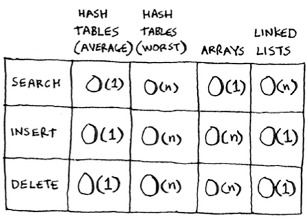 HASH TABLES (AVERAGE) HASH TABLES (WORST) ARRAYS LINKED LISTS
SEARCH O(1) O(n) O(1) O(n)
INSERT O(1) O(n) O(n) O(1)
DELETE O(1) O(n) O(n) O(1)